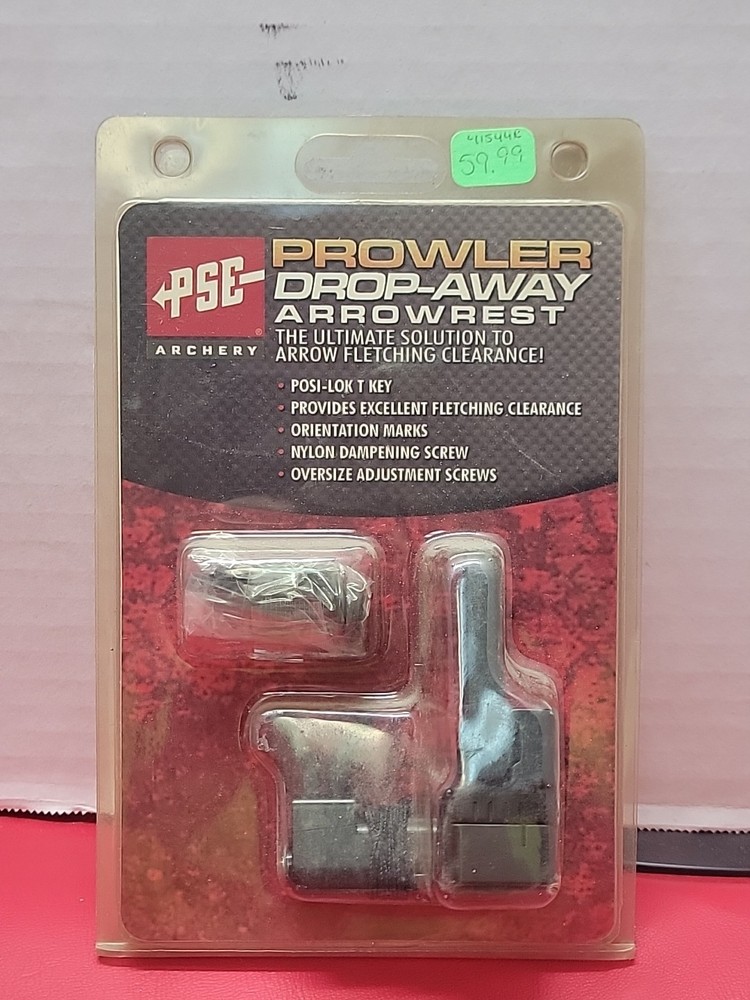 41544R
59.99
PSE
ARCHERY
PROWLER™
DROP-AWAY
ARROWREST
THE ULTIMATE SOLUTION TO
ARROW FLETCHING CLEARANCE!
• POSI-LOK T KEY
• PROVIDES EXCELLENT FLETCHING CLEARANCE
• ORIENTATION MARKS
• NYLON DAMPENING SCREW
• OVERSIZE ADJUSTMENT SCREWS